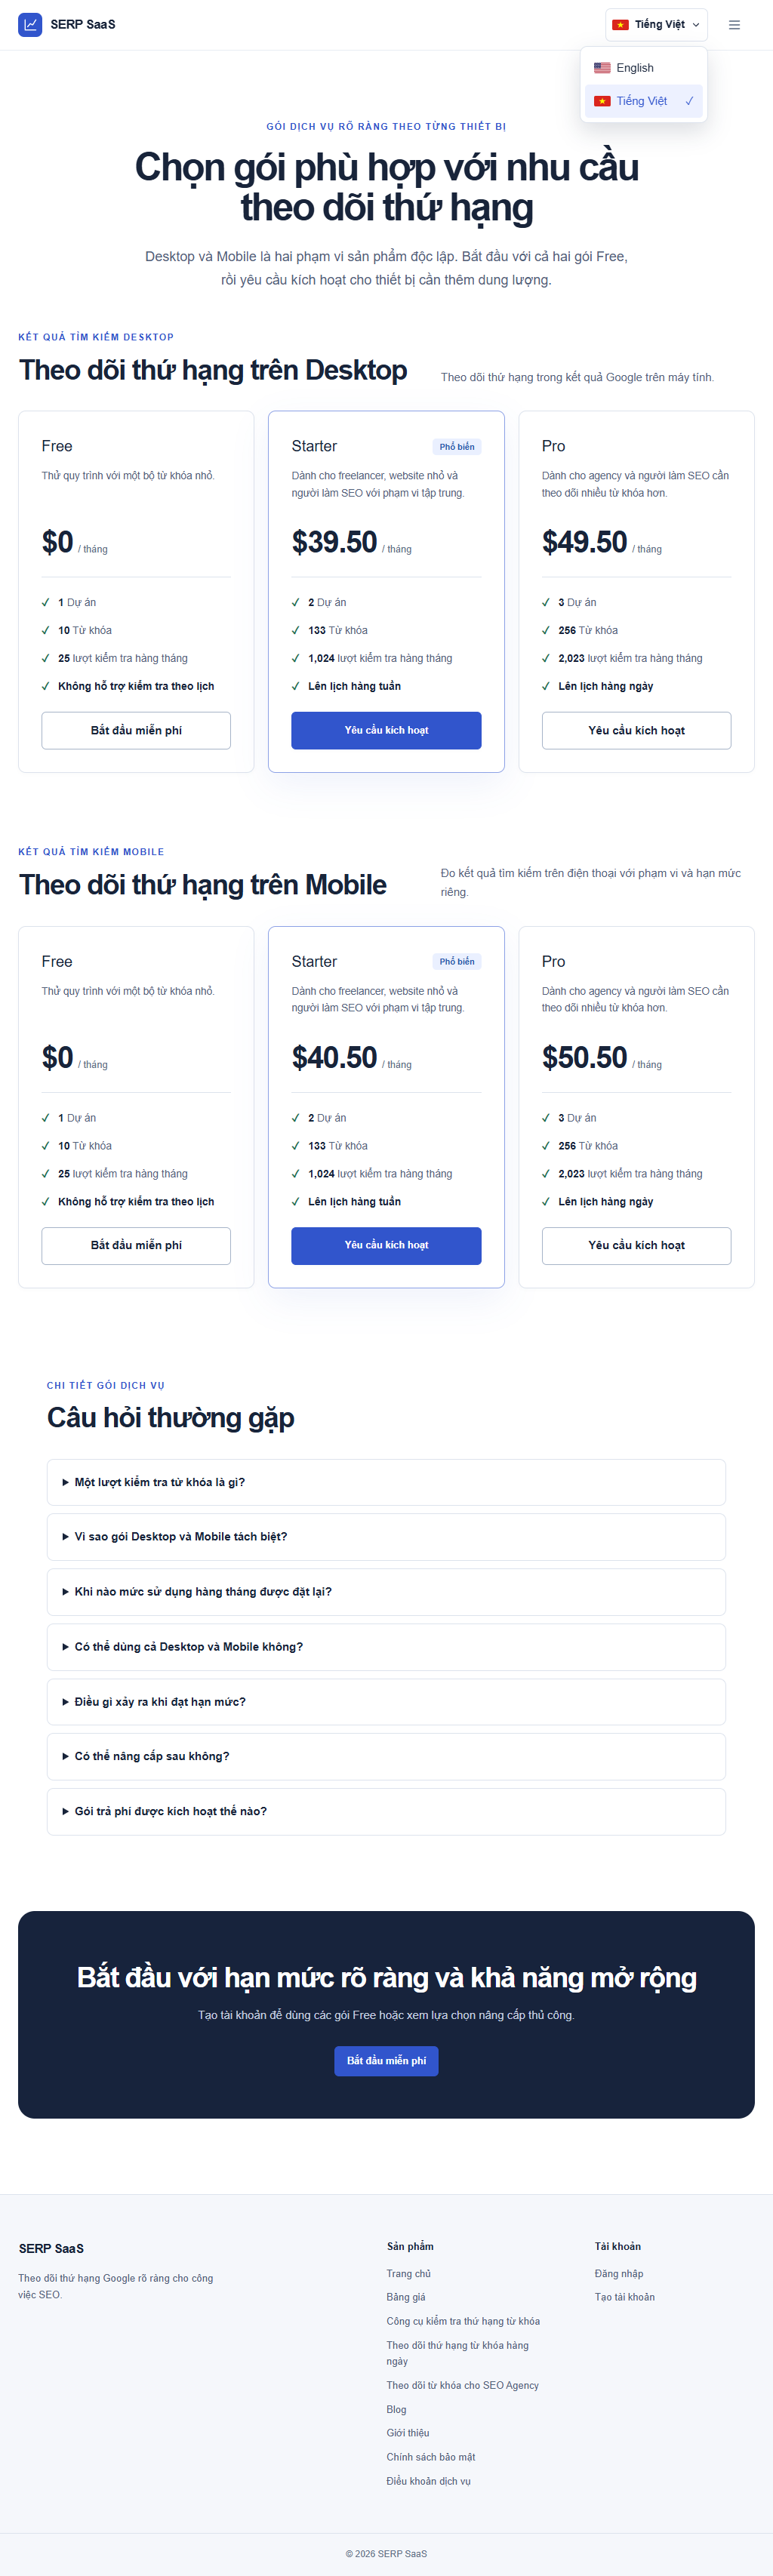 SERP SaaS
Tiếng Việt
English
Tiếng Việt
GÓI DỊCH VỤ RÕ RÀNG THEO TỪNG THIẾT BỊ
Chọn gói phù hợp với nhu cầu
theo dõi thứ hạng
Desktop và Mobile là hai phạm vi sản phẩm độc lập. Bắt đầu với cả hai gói Free,
rồi yêu cầu kích hoạt cho thiết bị cần thêm dung lượng.
KẾT QUẢ TÌM KIẾM DESKTOP
Theo dõi thứ hạng trên Desktop
Theo dõi thứ hạng trong kết quả Google trên máy tính.
Free
Thử quy trình với một bộ từ khóa nhỏ.
$0 / tháng
✓ 1 Dự án
✓ 10 Từ khóa
✓ 25 lượt kiểm tra hàng tháng
✓ Không hỗ trợ kiểm tra theo lịch
Bắt đầu miễn phí
Starter
Phổ biến
Dành cho freelancer, website nhỏ và
người làm SEO với phạm vi tập trung.
$39.50 / tháng
✓ 2 Dự án
✓ 133 Từ khóa
✓ 1,024 lượt kiểm tra hàng tháng
✓ Lên lịch hàng tuần
Yêu cầu kích hoạt
Pro
Dành cho agency và người làm SEO cần
theo dõi nhiều từ khóa hơn.
$49.50 / tháng
✓ 3 Dự án
✓ 256 Từ khóa
✓ 2,023 lượt kiểm tra hàng tháng
✓ Lên lịch hàng ngày
Yêu cầu kích hoạt
KẾT QUẢ TÌM KIẾM MOBILE
Theo dõi thứ hạng trên Mobile
Đo kết quả tìm kiếm trên điện thoại với phạm vi và hạn mức
riêng.
Free
Thử quy trình với một bộ từ khóa nhỏ.
$0 / tháng
✓ 1 Dự án
✓ 10 Từ khóa
✓ 25 lượt kiểm tra hàng tháng
✓ Không hỗ trợ kiểm tra theo lịch
Bắt đầu miễn phí
Starter
Phổ biến
Dành cho freelancer, website nhỏ và
người làm SEO với phạm vi tập trung.
$40.50 / tháng
✓ 2 Dự án
✓ 133 Từ khóa
✓ 1,024 lượt kiểm tra hàng tháng
✓ Lên lịch hàng tuần
Yêu cầu kích hoạt
Pro
Dành cho agency và người làm SEO cần
theo dõi nhiều từ khóa hơn.
$50.50 / tháng
✓ 3 Dự án
✓ 256 Từ khóa
✓ 2,023 lượt kiểm tra hàng tháng
✓ Lên lịch hàng ngày
Yêu cầu kích hoạt
CHI TIẾT GÓI DỊCH VỤ
Câu hỏi thường gặp
Một lượt kiểm tra từ khóa là gì?
Vì sao gói Desktop và Mobile tách biệt?
Khi nào mức sử dụng hàng tháng được đặt lại?
Có thể dùng cả Desktop và Mobile không?
Điều gì xảy ra khi đạt hạn mức?
Có thể nâng cấp sau không?
Gói trả phí được kích hoạt thế nào?
Bắt đầu với hạn mức rõ ràng và khả năng mở rộng
Tạo tài khoản để dùng các gói Free hoặc xem lựa chọn nâng cấp thủ công.
Bắt đầu miễn phí
SERP SaaS
Theo dõi thứ hạng Google rõ ràng cho công
việc SEO.
Sản phẩm
Trang chủ
Bảng giá
Công cụ kiểm tra thứ hạng từ khóa
Theo dõi thứ hạng từ khóa hàng
ngày
Theo dõi từ khóa cho SEO Agency
Blog
Giới thiệu
Chính sách bảo mật
Điều khoản dịch vụ
Tài khoản
Đăng nhập
Tạo tài khoản
© 2026 SERP SaaS